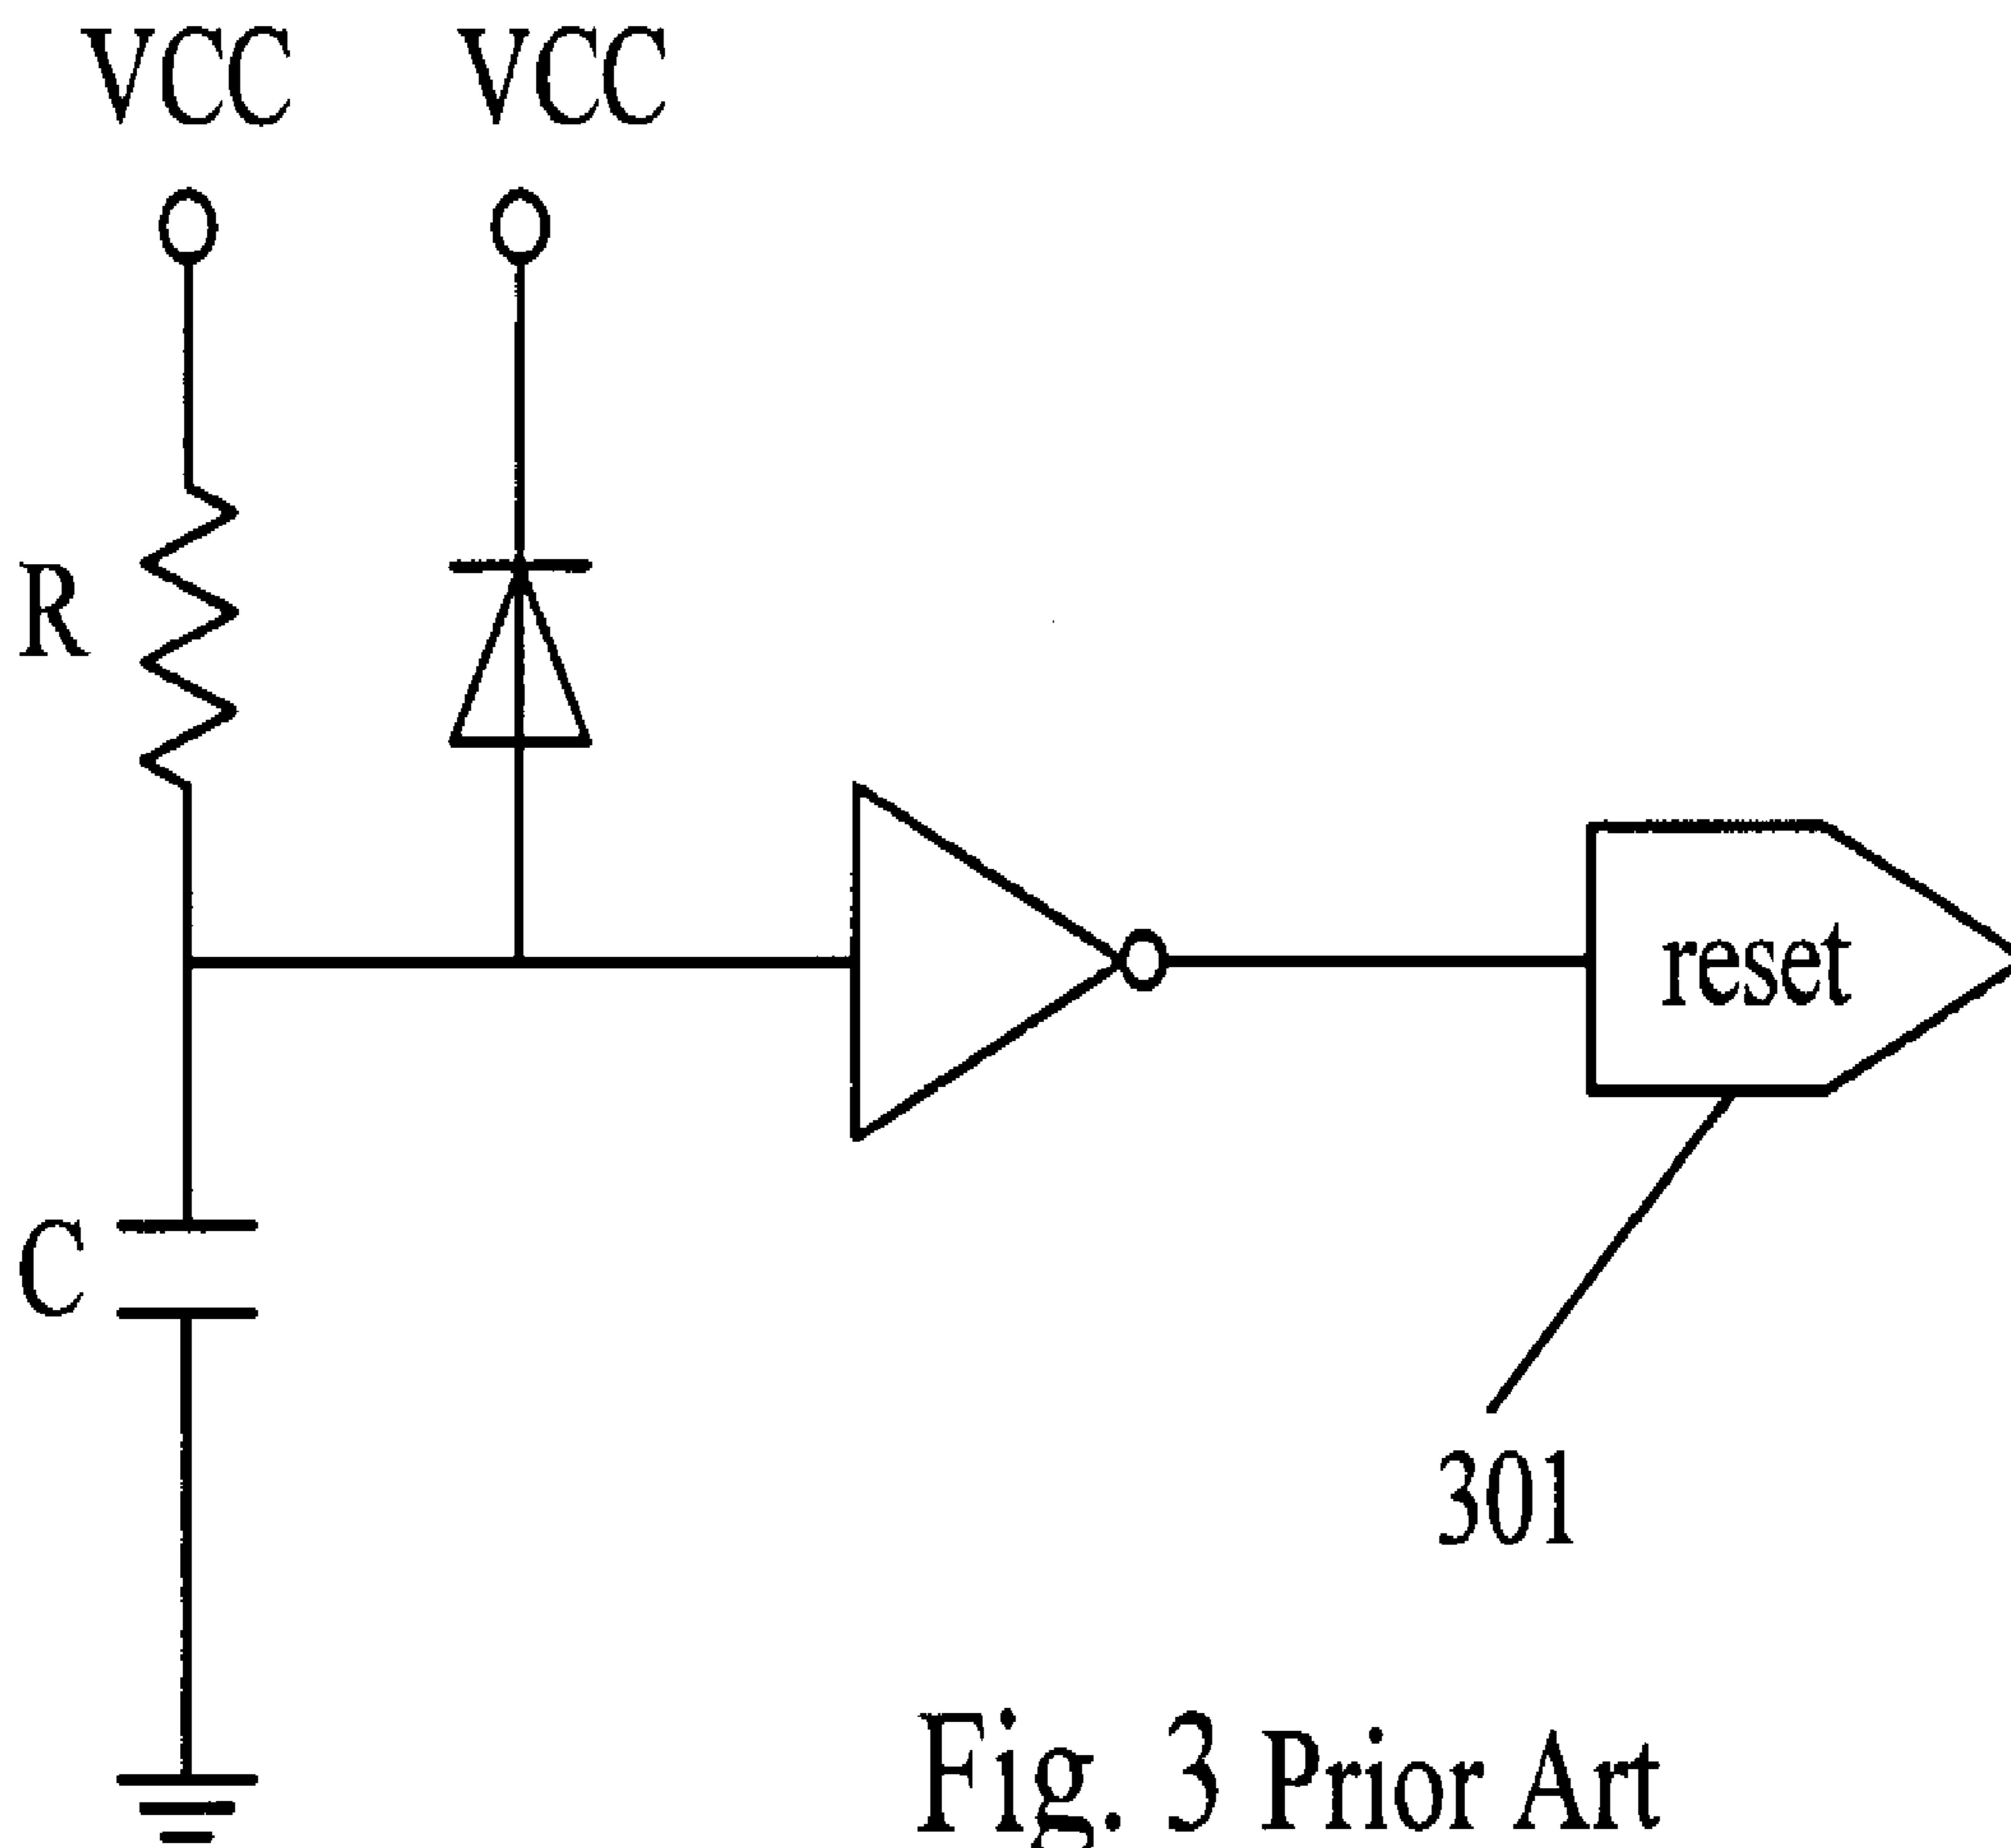 VCC VCC
R
reset
C
301
Fig. 3 Prior Art